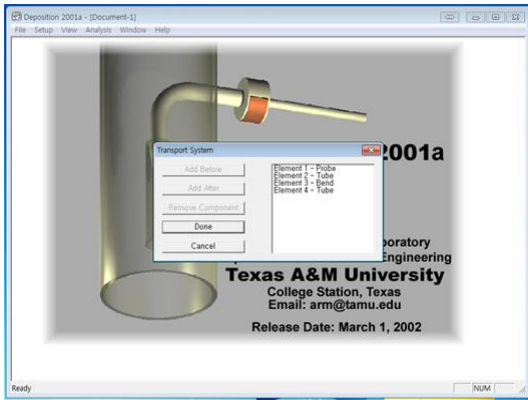 Deposition 2001a - [Document-1]
File Setup View Analysis Window Help
2001a
Transport System
Add Before
Add After
Remove Component
Done
Cancel
Element 1 - Probe
Element 2 - Tube
Element 3 - Bend
Element 4 - Tube
boratory
Engineering
Texas A&M University
College Station, Texas
Email: arm@tamu.edu
Release Date: March 1, 2002
Ready
NUM